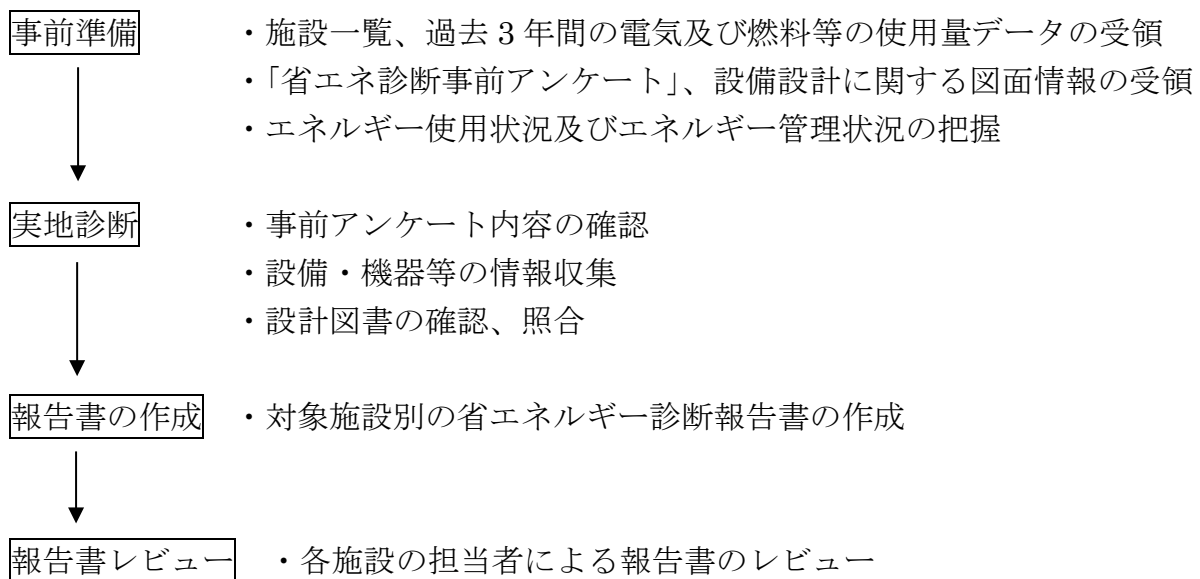 事前準備 ・施設一覧、過去 3 年間の電気及び燃料等の使用量データの受領
・「省エネ診断事前アンケート」、設備設計に関する図面情報の受領
・エネルギー使用状況及びエネルギー管理状況の把握
実地診断 ・事前アンケート内容の確認
・設備・機器等の情報収集
・設計図書の確認、照合
報告書の作成 ・対象施設別の省エネルギー診断報告書の作成
報告書レビュー ・各施設の担当者による報告書のレビュー